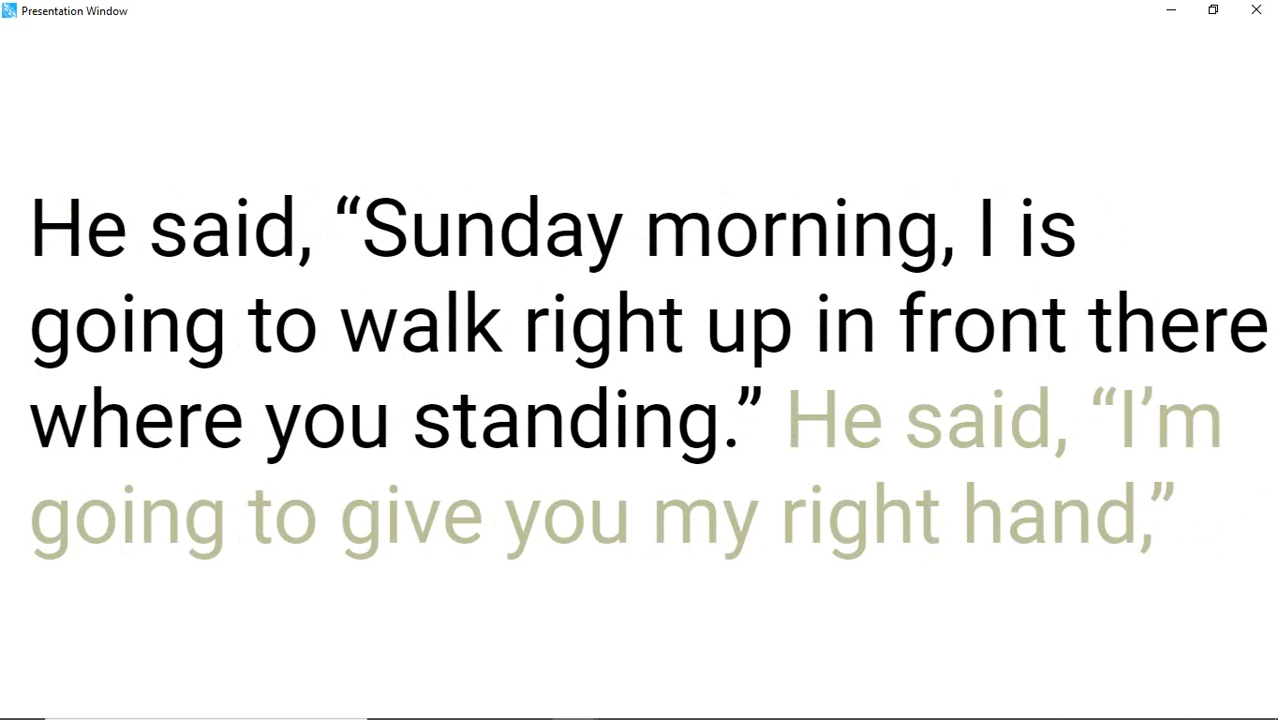 Presentation Window
He said, “Sunday morning, I is
going to walk right up in front there
where you standing.” He said, “I’m
going to give you my right hand,”